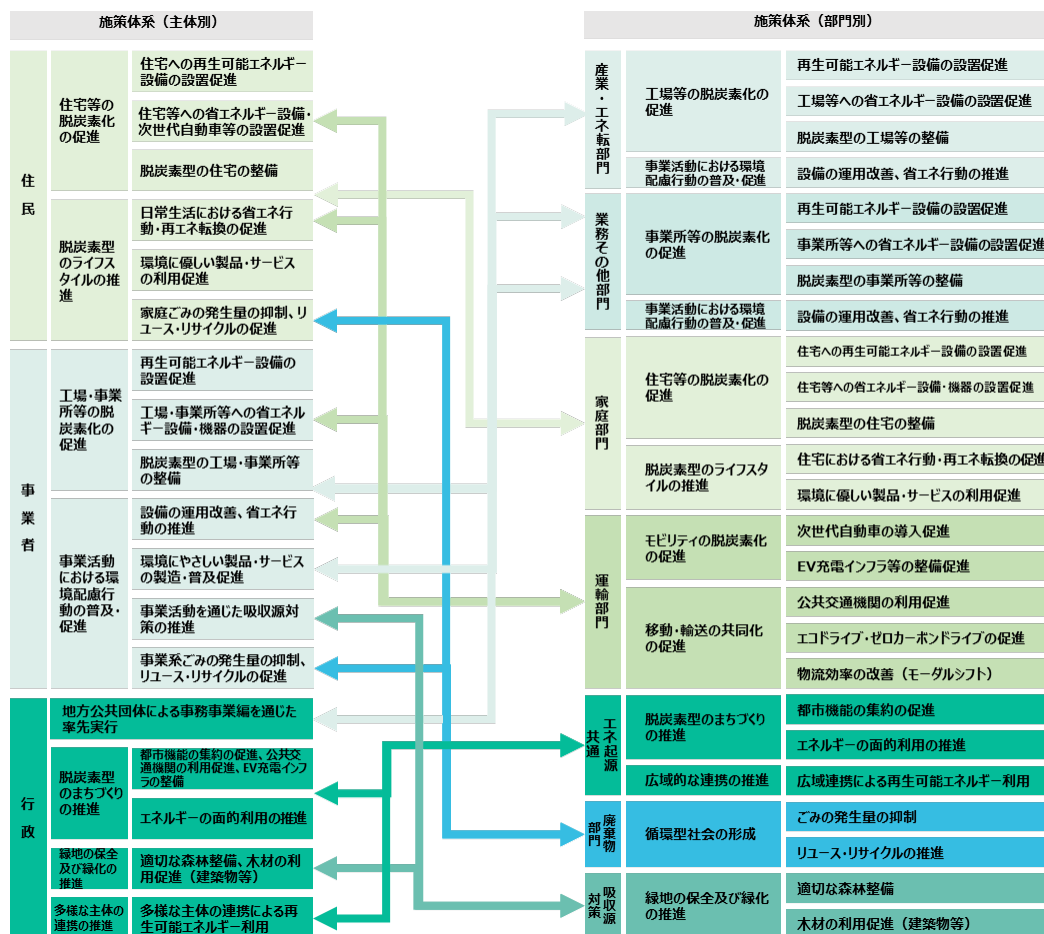 施策体系（主体別）
住民
住宅等の
脱炭素化
の促進
住宅への再生可能エネルギー
設備の設置促進
住宅等への省エネルギー設備・
次世代自動車等の設置促進
脱炭素型の住宅の整備
脱炭素型
のライフス
タイルの推
進
日常生活における省エネ行
動・再エネ転換の促進
環境に優しい製品・サービス
の利用促進
家庭ごみの発生量の抑制、リ
ユース・リサイクルの促進
事業者
工場・事業
所等の脱
炭素化の
促進
再生可能エネルギー設備の
設置促進
工場・事業所等への省エネル
ギー設備・機器の設置促進
脱炭素型の工場・事業所等
の整備
事業活動
における環
境配慮行
動の普及・
促進
設備の運用改善、省エネ行
動の推進
環境にやさしい製品・サービス
の製造・普及促進
事業活動を通じた吸収源対
策の推進
事業系ごみの発生量の抑制、
リユース・リサイクルの促進
行政
地方公共団体による事務事業編を通じた
率先実行
脱炭素型
のまちづくり
の推進
都市機能の集約の促進、公共交
通機関の利用促進、EV充電インフ
ラの整備
エネルギーの面的利用の推進
緑地の保全
及び緑化の
推進
適切な森林整備、木材の利
用促進（建築物等）
多様な主体の
連携の推進
多様な主体の連携による再
生可能エネルギー利用
施策体系（部門別）
産業・エネ転部門
工場等の脱炭素化の
促進
再生可能エネルギー設備の設置促進
工場等への省エネルギー設備の設置促進
脱炭素型の工場等の整備
事業活動における環境
配慮行動の普及・促進
設備の運用改善、省エネ行動の推進
業務その他部門
事業所等の脱炭素化
の促進
再生可能エネルギー設備の設置促進
事業所等への省エネルギー設備の設置促進
脱炭素型の事業所等の整備
事業活動における環境
配慮行動の普及・促進
設備の運用改善、省エネ行動の推進
家庭部門
住宅等の脱炭素化の
促進
住宅への再生可能エネルギー設備の設置促進
住宅等への省エネルギー設備・機器の設置促進
脱炭素型の住宅の整備
脱炭素型のライフスタ
イルの推進
住宅における省エネ行動・再エネ転換の促進
環境に優しい製品・サービスの利用促進
運輸部門
モビリティの脱炭素化
の促進
次世代自動車の導入促進
EV充電インフラ等の整備促進
移動・輸送の共同化
の促進
公共交通機関の利用促進
エコドライブ・ゼロカーボンドライブの促進
物流効率の改善（モーダルシフト）
エネ起源
共通
脱炭素型のまちづくり
の推進
都市機能の集約の促進
エネルギーの面的利用の推進
広域的な連携の推進
広域連携による再生可能エネルギー利用
廃棄物
部門
循環型社会の形成
ごみの発生量の抑制
リユース・リサイクルの推進
吸収源
対策
緑地の保全及び緑化
の推進
適切な森林整備
木材の利用促進（建築物等）